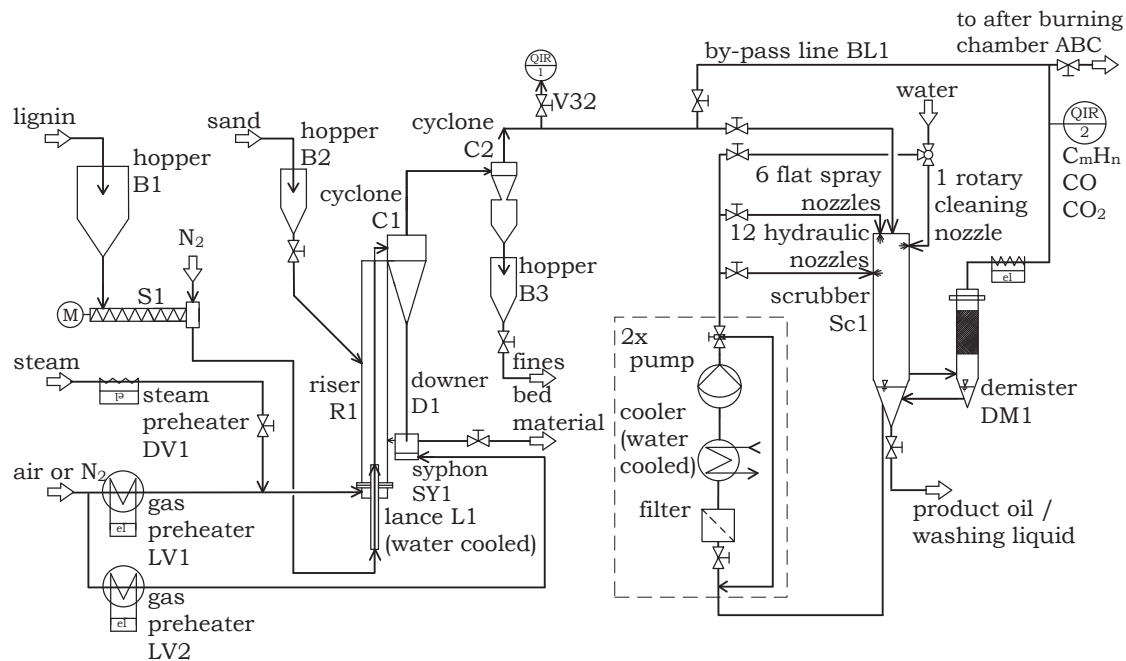 to after burning
chamber ABC
by-pass line BL1
QIR
1
V32
water
lignin
sand
hopper
B2
cyclone
C2
QIR
2
CₘHₙ
CO
CO₂
hopper
B1
cyclone
C1
6 flat spray
nozzles
1 rotary
cleaning
nozzle
12 hydraulic
nozzles
N₂
S1
M
hopper
B3
el
scrubber
Sc1
2x
pump
steam
el
steam
preheater
DV1
riser
R1
downer
D1
fines
bed
material
demister
DM1
cooler
(water
cooled)
air or N₂
syphon
SY1
gas
preheater
LV1
el
lance L1
(water cooled)
filter
product oil /
washing liquid
gas
preheater
LV2
el